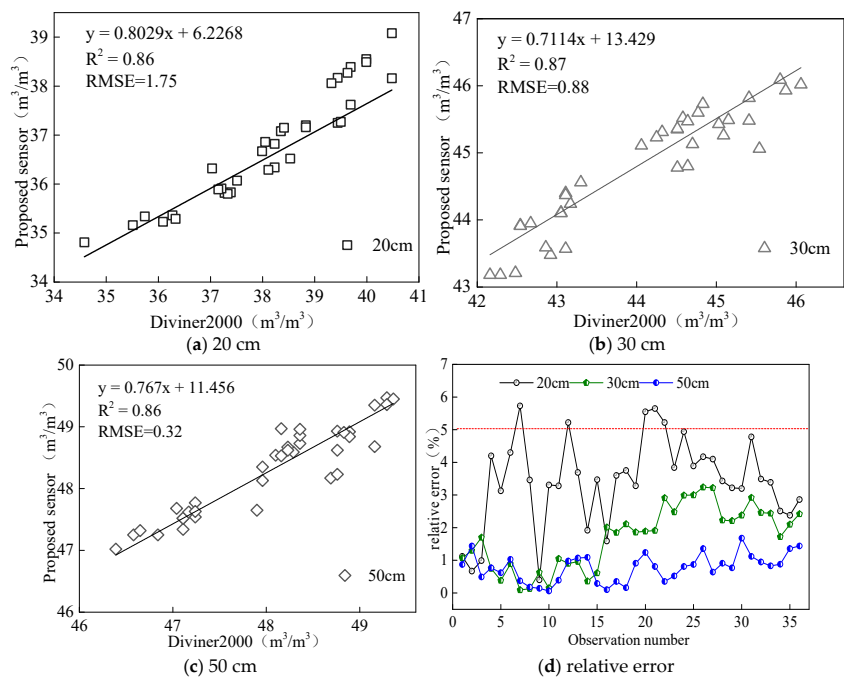 y = 0.8029x + 6.2268
R² = 0.86
RMSE=1.75
Proposed sensor（m³/m³）
39
38
37
36
35
34
20cm
34 35 36 37 38 39 40 41
Diviner2000（m³/m³）
(a) 20 cm
y = 0.7114x + 13.429
R² = 0.87
RMSE=0.88
Proposed sensor（m³/m³）
47
46
45
44
43
30cm
42 43 44 45 46
Diviner2000（m³/m³）
(b) 30 cm
y = 0.767x + 11.456
R² = 0.86
RMSE=0.32
Proposed sensor（m³/m³）
50
49
48
47
46
50cm
46 47 48 49
Diviner2000（m³/m³）
(c) 50 cm
20cm 30cm 50cm
relative error (%)
7
6
5
4
3
2
1
0
0 5 10 15 20 25 30 35
Observation number
(d) relative error